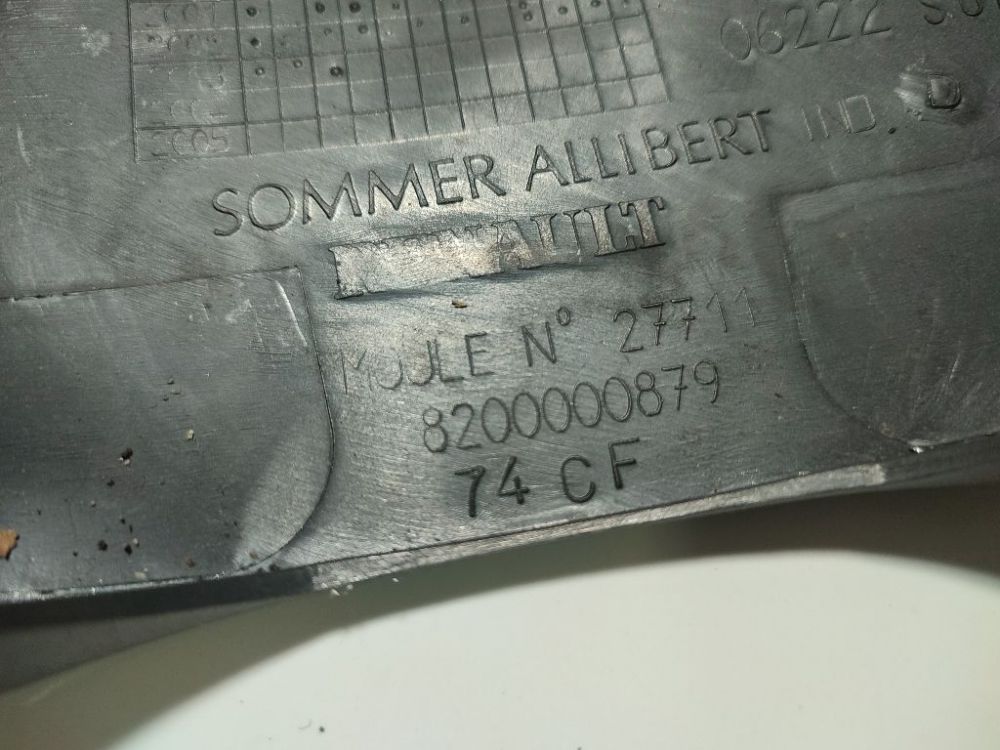 06222
SOMMER ALLIBERT IND. D
RENAULT
MOULE N° 27711
8200000879
74 CF